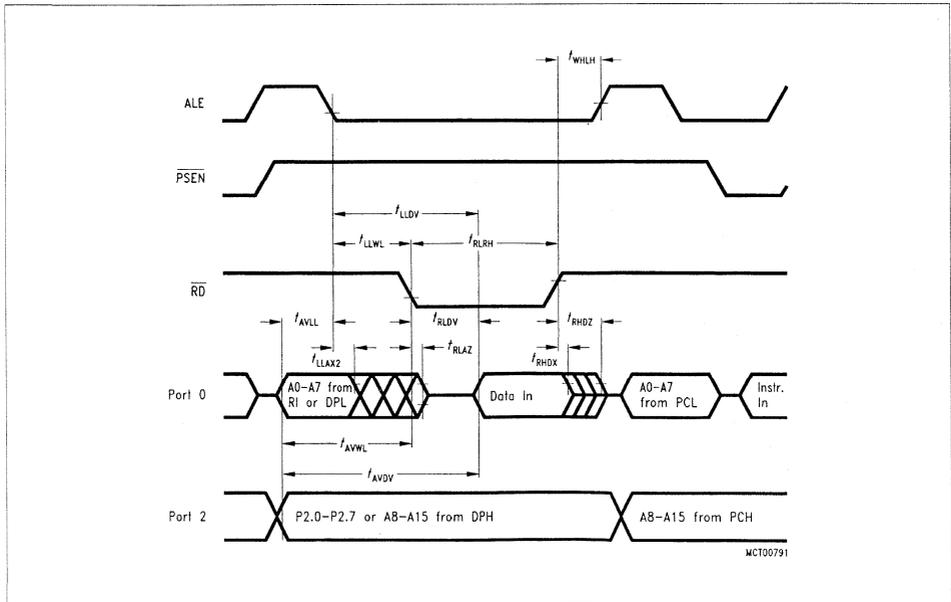 tWHLH
ALE
PSEN
tLLDV
tLLWL
tRLRH
RD
tAVLL
tRLDV
tRHDZ
tLLAX2
tRLAZ
tRHDX
Port 0
A0-A7 from
RI or DPL
Data In
A0-A7
from PCL
Instr.
In
tAVWL
tAVDV
Port 2
P2.0-P2.7 or A8-A15 from DPH
A8-A15 from PCH
MCT00791